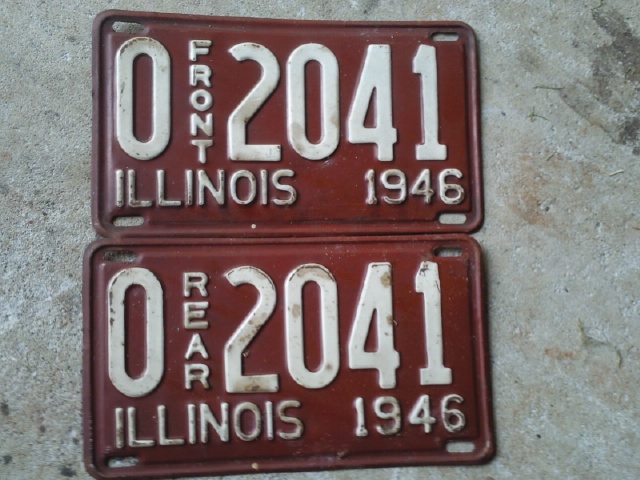 0 FRONT 2041
ILLINOIS 1946
0 REAR 2041
ILLINOIS 1946